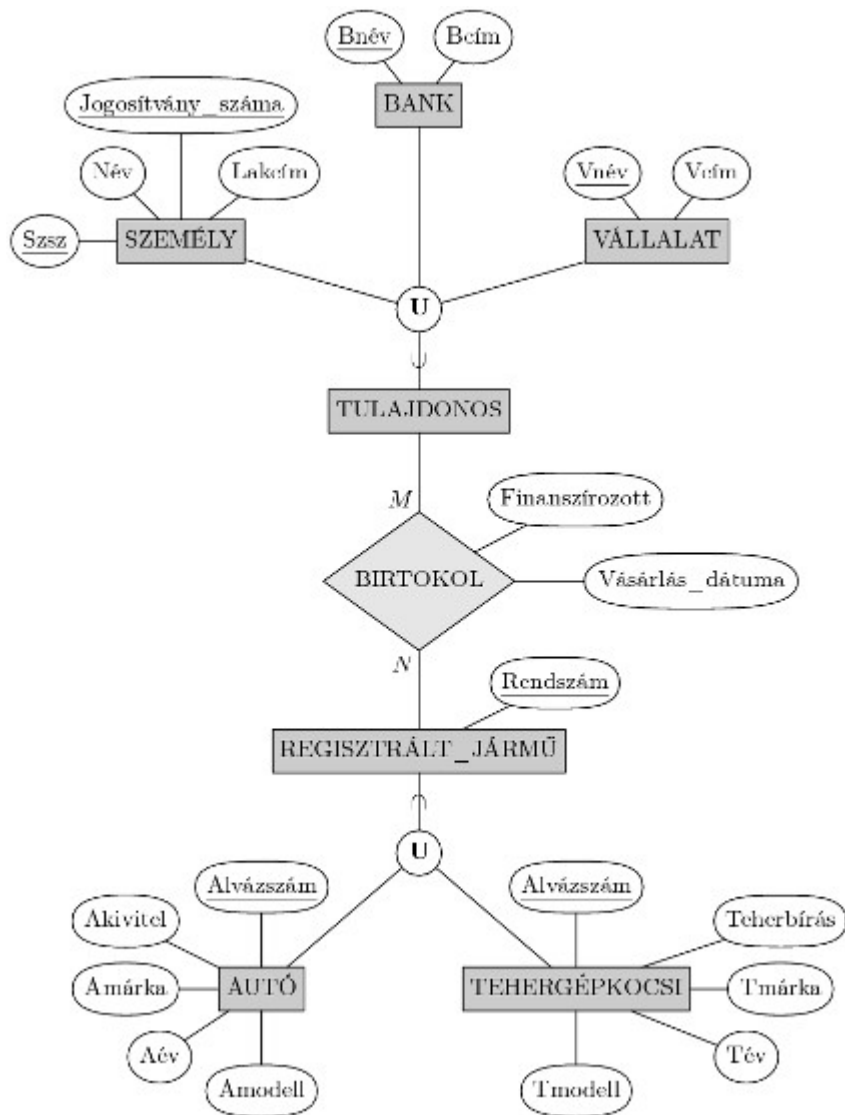 Bnév Bcím
BANK
Jogosítvány_száma
Név Lakcím
Szsz SZEMÉLY
Vnév Vcím
VÁLLALAT
U
∪
TULAJDONOS
M
Finanszírozott
BIRTOKOL
Vásárlás_dátuma
N
Rendszám
REGISZTRÁLT_JÁRMŰ
∩
U
Alvázszám
Akivitel
Amárka AUTÓ
Aév
Amodell
Alvázszám
Teherbírás
TEHERGÉPKOCSI Tmárka
Tév
Tmodell